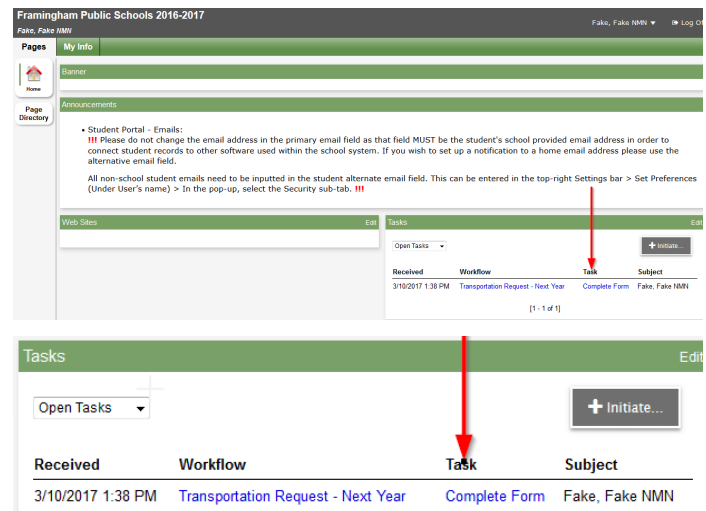 Framingham Public Schools 2016-2017
Fake, Fake NMN
Fake, Fake NMN Log Of
Pages My Info
Home
Page
Directory
Banner
Announcements
• Student Portal - Emails:
!!! Please do not change the email address in the primary email field as that field MUST be the student's school provided email address in order to
connect student records to other software used within the school system. If you wish to set up a notification to a home email address please use the
alternative email field.
All non-school student emails need to be inputted in the student alternate email field. This can be entered in the top-right Settings bar > Set Preferences
(Under User's name) > In the pop-up, select the Security sub-tab. !!!
Web Sites Edit
Tasks Edit
Open Tasks
+ Initiate...
Received Workflow Task Subject
3/10/2017 1:38 PM Transportation Request - Next Year Complete Form Fake, Fake NMN
[1 - 1 of 1]
Tasks Edit
Open Tasks
+ Initiate...
Received Workflow Task Subject
3/10/2017 1:38 PM Transportation Request - Next Year Complete Form Fake, Fake NMN